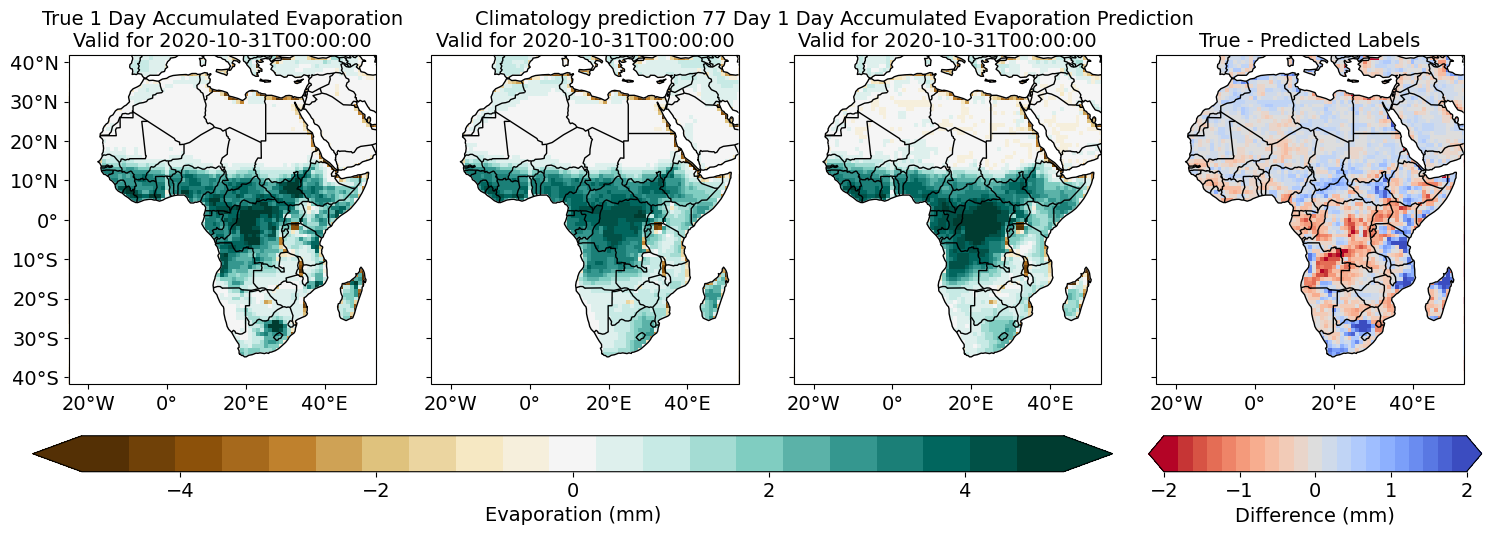 True 1 Day Accumulated Evaporation
Valid for 2020-10-31T00:00:00
Climatology prediction 77 Day 1 Day Accumulated Evaporation Prediction
Valid for 2020-10-31T00:00:00
Valid for 2020-10-31T00:00:00
True - Predicted Labels
40°N
30°N
20°N
10°N
0°
10°S
20°S
30°S
40°S
20°W 0° 20°E 40°E
20°W 0° 20°E 40°E
20°W 0° 20°E 40°E
20°W 0° 20°E 40°E
−4 −2 0 2 4
Evaporation (mm)
−2 −1 0 1 2
Difference (mm)